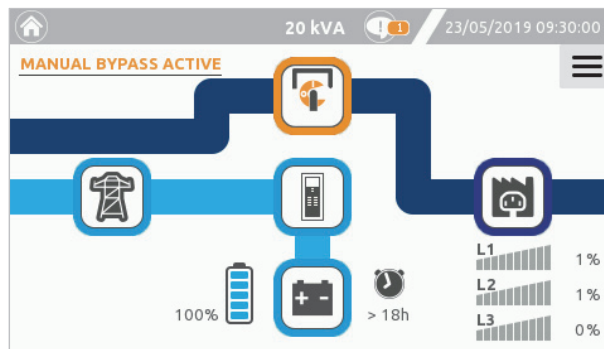 20 kVA
1
23/05/2019 09:30:00
MANUAL BYPASS ACTIVE
100%
> 18h
L1
1%
L2
1%
L3
0%